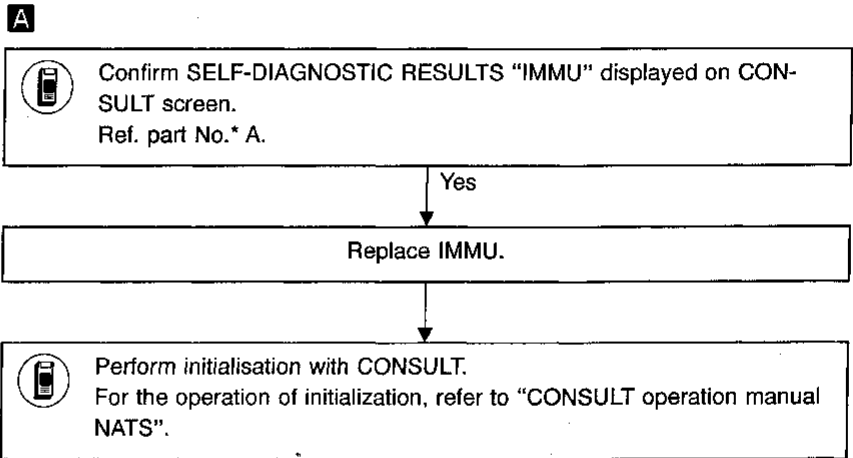 A
Confirm SELF-DIAGNOSTIC RESULTS "IMMU" displayed on CON-
SULT screen.
Ref. part No.* A.
Yes
Replace IMMU.
Perform initialisation with CONSULT.
For the operation of initialization, refer to "CONSULT operation manual
NATS".